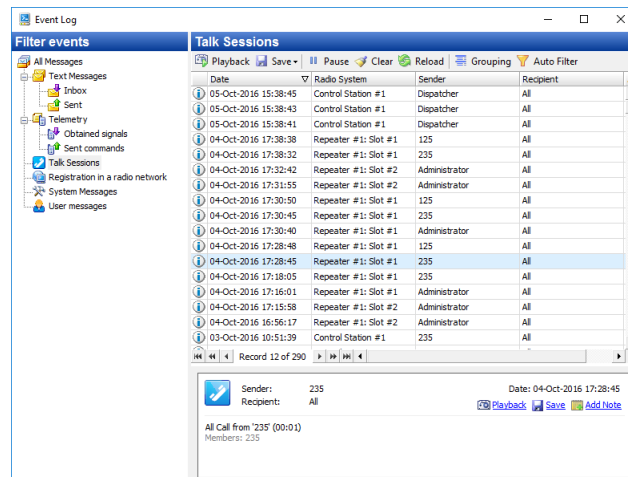 Event Log
Filter events
All Messages
Text Messages
Inbox
Sent
Telemetry
Obtained signals
Sent commands
Talk Sessions
Registration in a radio network
System Messages
User messages
Talk Sessions
Playback Save Pause Clear Reload Grouping Auto Filter
Date Radio System Sender Recipient
05-Oct-2016 15:38:45 Control Station #1 Dispatcher All
05-Oct-2016 15:38:43 Control Station #1 Dispatcher All
05-Oct-2016 15:38:41 Control Station #1 Dispatcher All
04-Oct-2016 17:38:38 Repeater #1: Slot #1 125 All
04-Oct-2016 17:38:32 Repeater #1: Slot #1 235 All
04-Oct-2016 17:32:42 Repeater #1: Slot #2 Administrator All
04-Oct-2016 17:31:55 Repeater #1: Slot #2 Administrator All
04-Oct-2016 17:30:50 Repeater #1: Slot #1 125 All
04-Oct-2016 17:30:45 Repeater #1: Slot #1 235 All
04-Oct-2016 17:30:40 Repeater #1: Slot #1 Administrator All
04-Oct-2016 17:28:48 Repeater #1: Slot #1 125 All
04-Oct-2016 17:28:45 Repeater #1: Slot #1 235 All
04-Oct-2016 17:18:05 Repeater #1: Slot #1 235 All
04-Oct-2016 17:16:01 Repeater #1: Slot #1 Administrator All
04-Oct-2016 17:15:58 Repeater #1: Slot #2 Administrator All
04-Oct-2016 16:56:17 Repeater #1: Slot #2 Administrator All
03-Oct-2016 10:51:39 Control Station #1 235 All
Record 12 of 290
Sender: 235 Date: 04-Oct-2016 17:28:45
Recipient: All Playback Save Add Note
All Call from '235' (00:01)
Members: 235